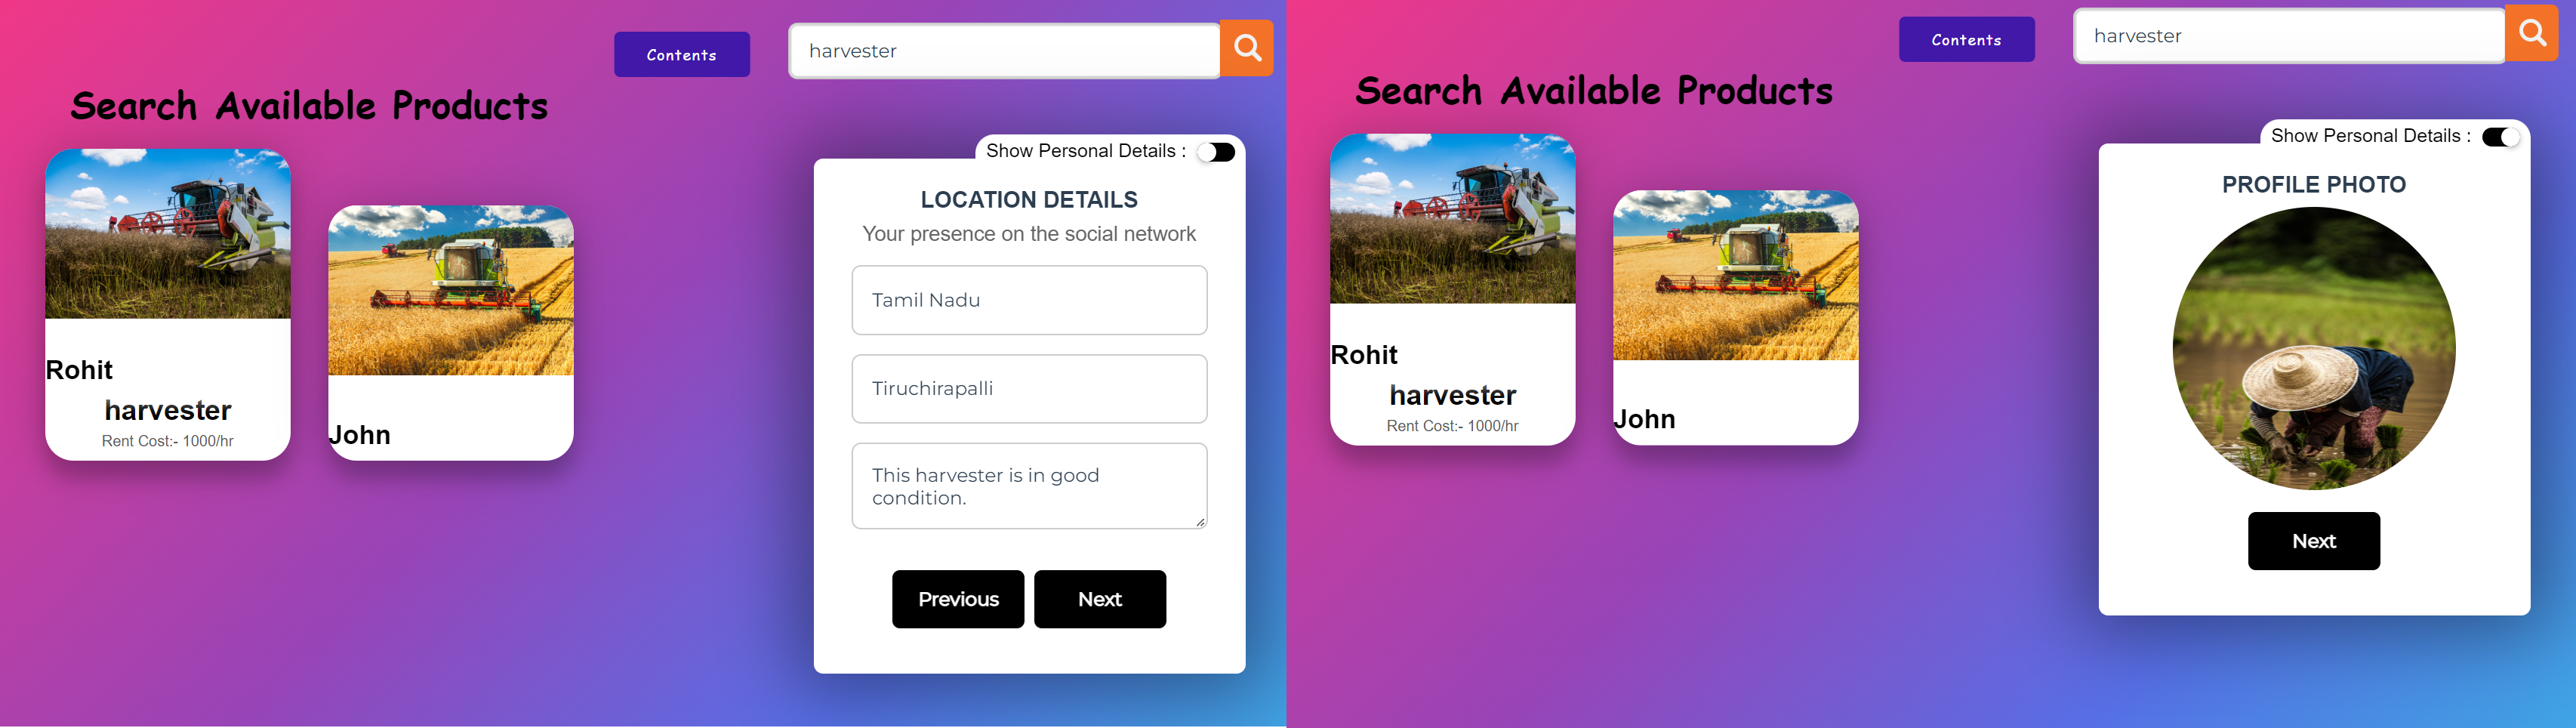 Contents
harvester
Search Available Products
Show Personal Details :
LOCATION DETAILS
Your presence on the social network
Tamil Nadu
Tiruchirapalli
This harvester is in good
condition.
Previous
Next
Rohit
harvester
Rent Cost:- 1000/hr
John
Contents
harvester
Search Available Products
Show Personal Details :
PROFILE PHOTO
Next
Rohit
harvester
Rent Cost:- 1000/hr
John